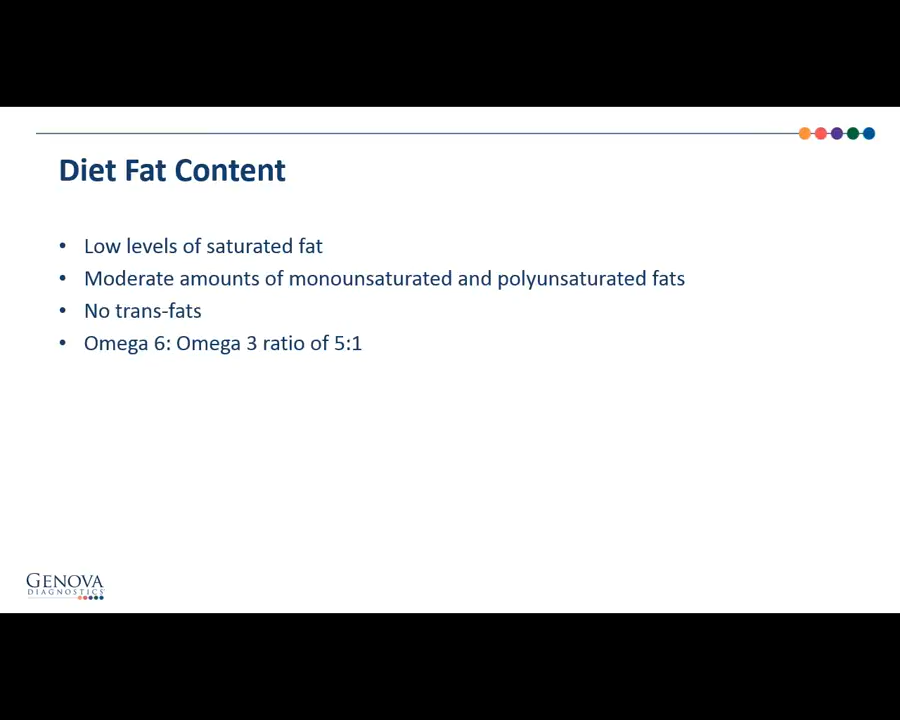 Diet Fat Content
• Low levels of saturated fat
• Moderate amounts of monounsaturated and polyunsaturated fats
• No trans-fats
• Omega 6: Omega 3 ratio of 5:1
GENOVA
DIAGNOSTICS